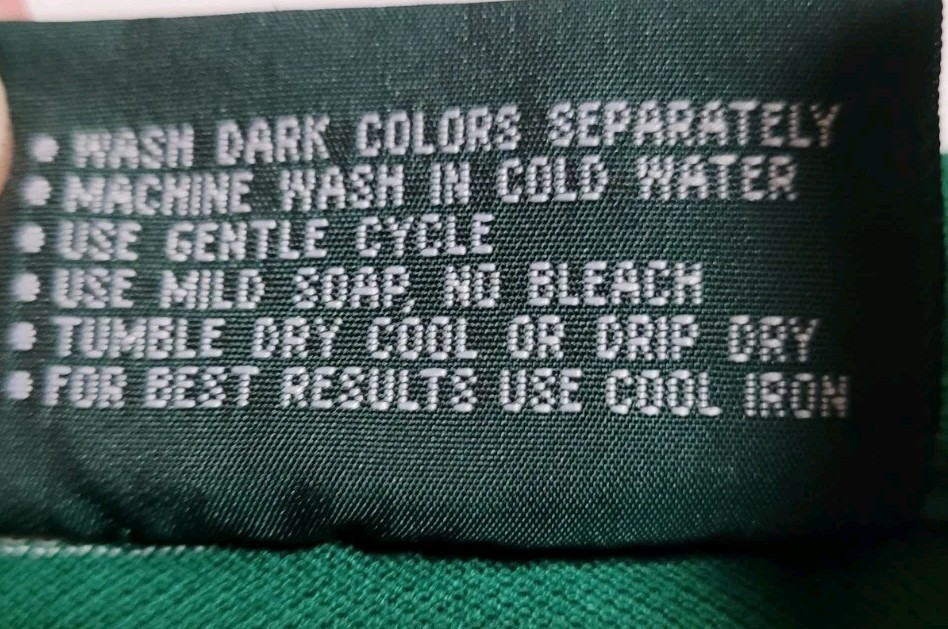 • WASH DARK COLORS SEPARATELY
• MACHINE WASH IN COLD WATER
• USE GENTLE CYCLE
• USE MILD SOAP, NO BLEACH
• TUMBLE DRY COOL OR DRIP DRY
• FOR BEST RESULTS USE COOL IRON